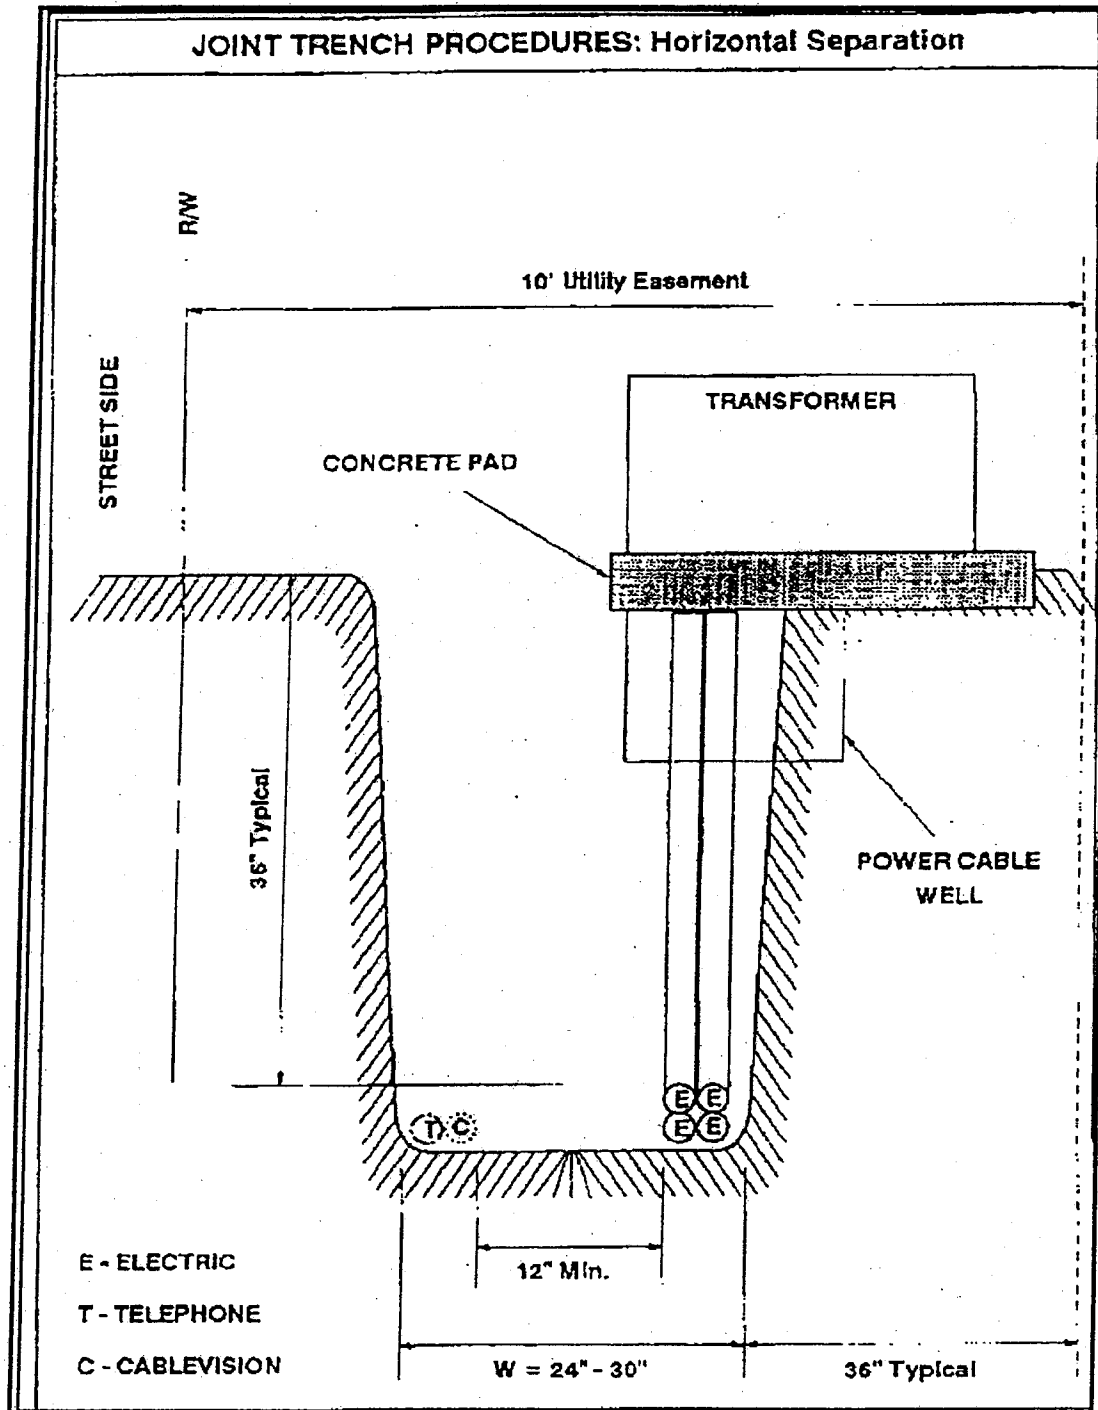 JOINT TRENCH PROCEDURES: Horizontal Separation
R/W
10' Utility Easement
STREET SIDE
TRANSFORMER
CONCRETE PAD
36" Typical
POWER CABLE
WELL
E E
T C E E
12" Min.
E - ELECTRIC
T - TELEPHONE
C - CABLEVISION
W = 24" - 30"
36" Typical